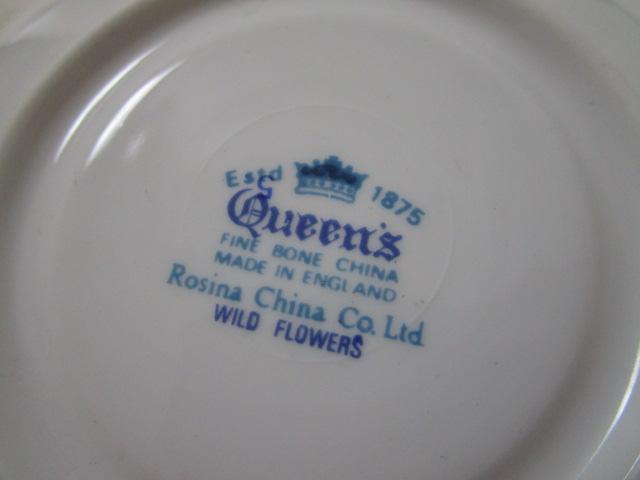 Estd 1875
Queen's
FINE BONE CHINA
MADE IN ENGLAND
Rosina China Co. Ltd
WILD FLOWERS